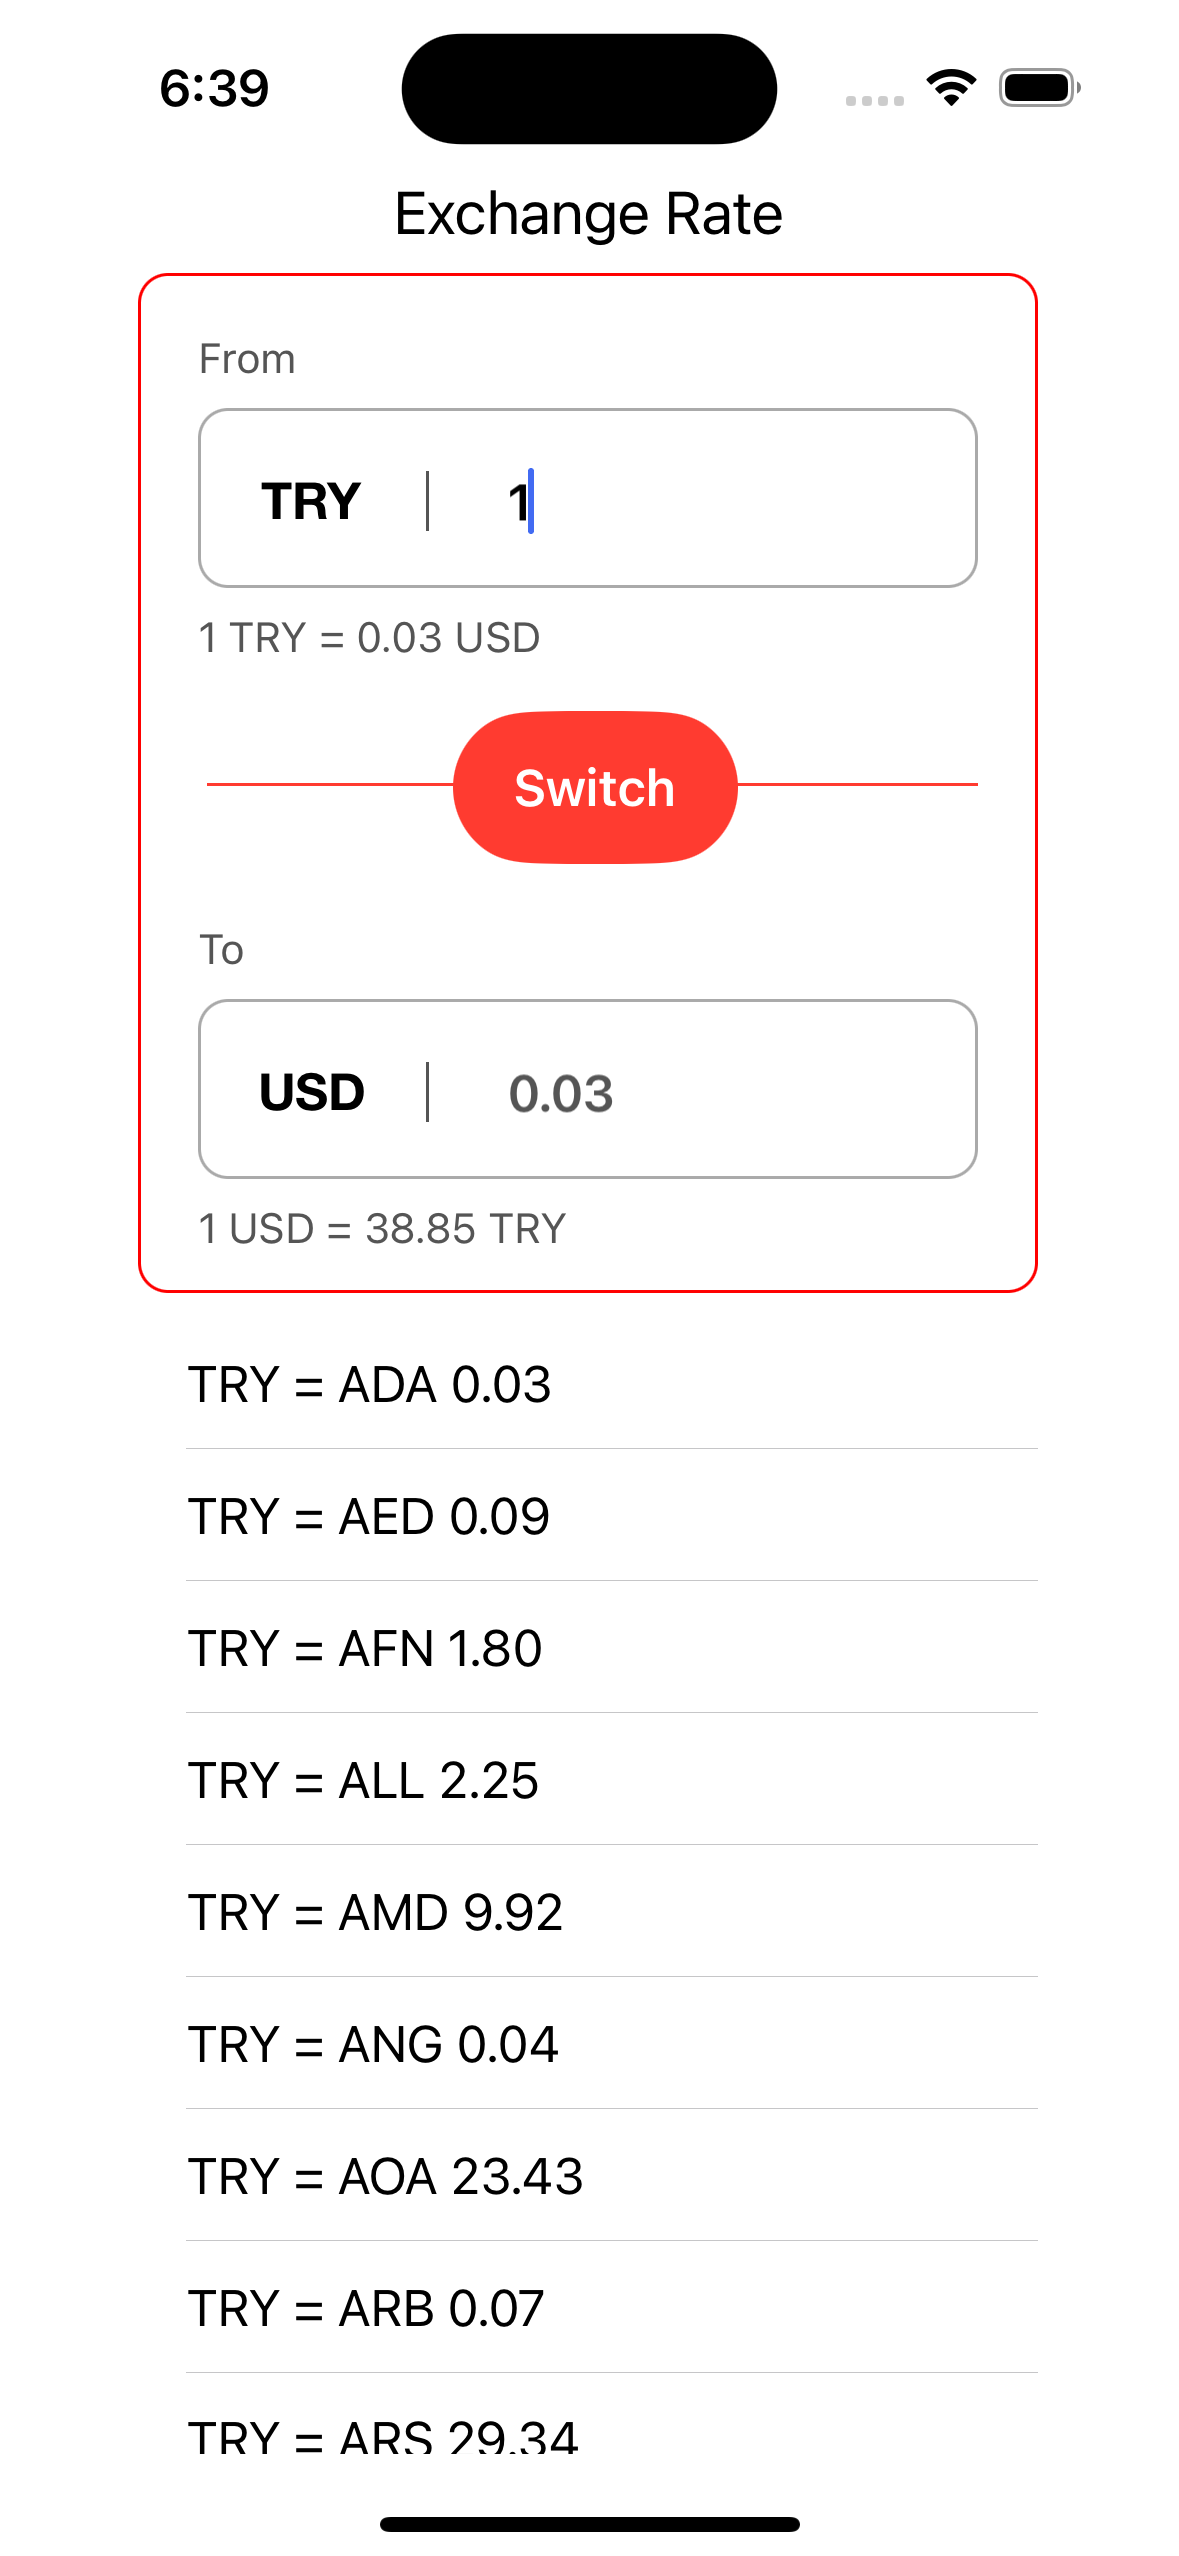 6:39
Exchange Rate
From
TRY 1
1 TRY = 0.03 USD
Switch
To
USD 0.03
1 USD = 38.85 TRY
TRY = ADA 0.03
TRY = AED 0.09
TRY = AFN 1.80
TRY = ALL 2.25
TRY = AMD 9.92
TRY = ANG 0.04
TRY = AOA 23.43
TRY = ARB 0.07
TRY = ARS 29.34